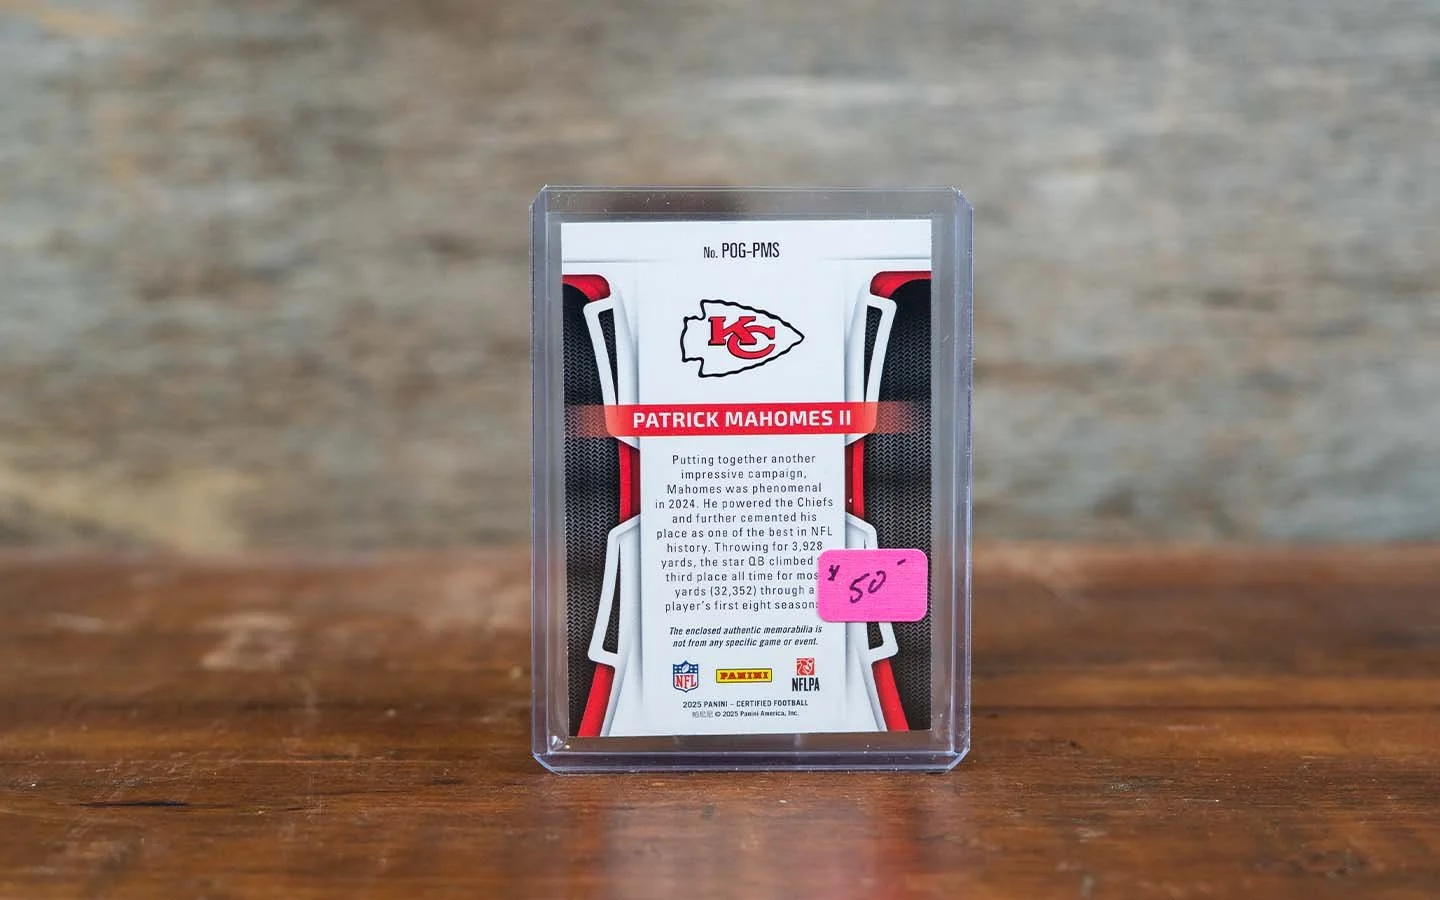 No. POG-PMS
KC
PATRICK MAHOMES II
Putting together another
impressive campaign,
Mahomes was phenomenal
in 2024. He powered the Chiefs
and further cemented his
place as one of the best in NFL
history. Throwing for 3,928
yards, the star QB climbed
third place all time for mos
yards (32,352) through a
player's first eight season
$50-
The enclosed authentic memorabilia is
not from any specific game or event.
NFL
PANINI
NFLPA
2025 PANINI – CERTIFIED FOOTBALL
© 2025 Panini America, Inc.